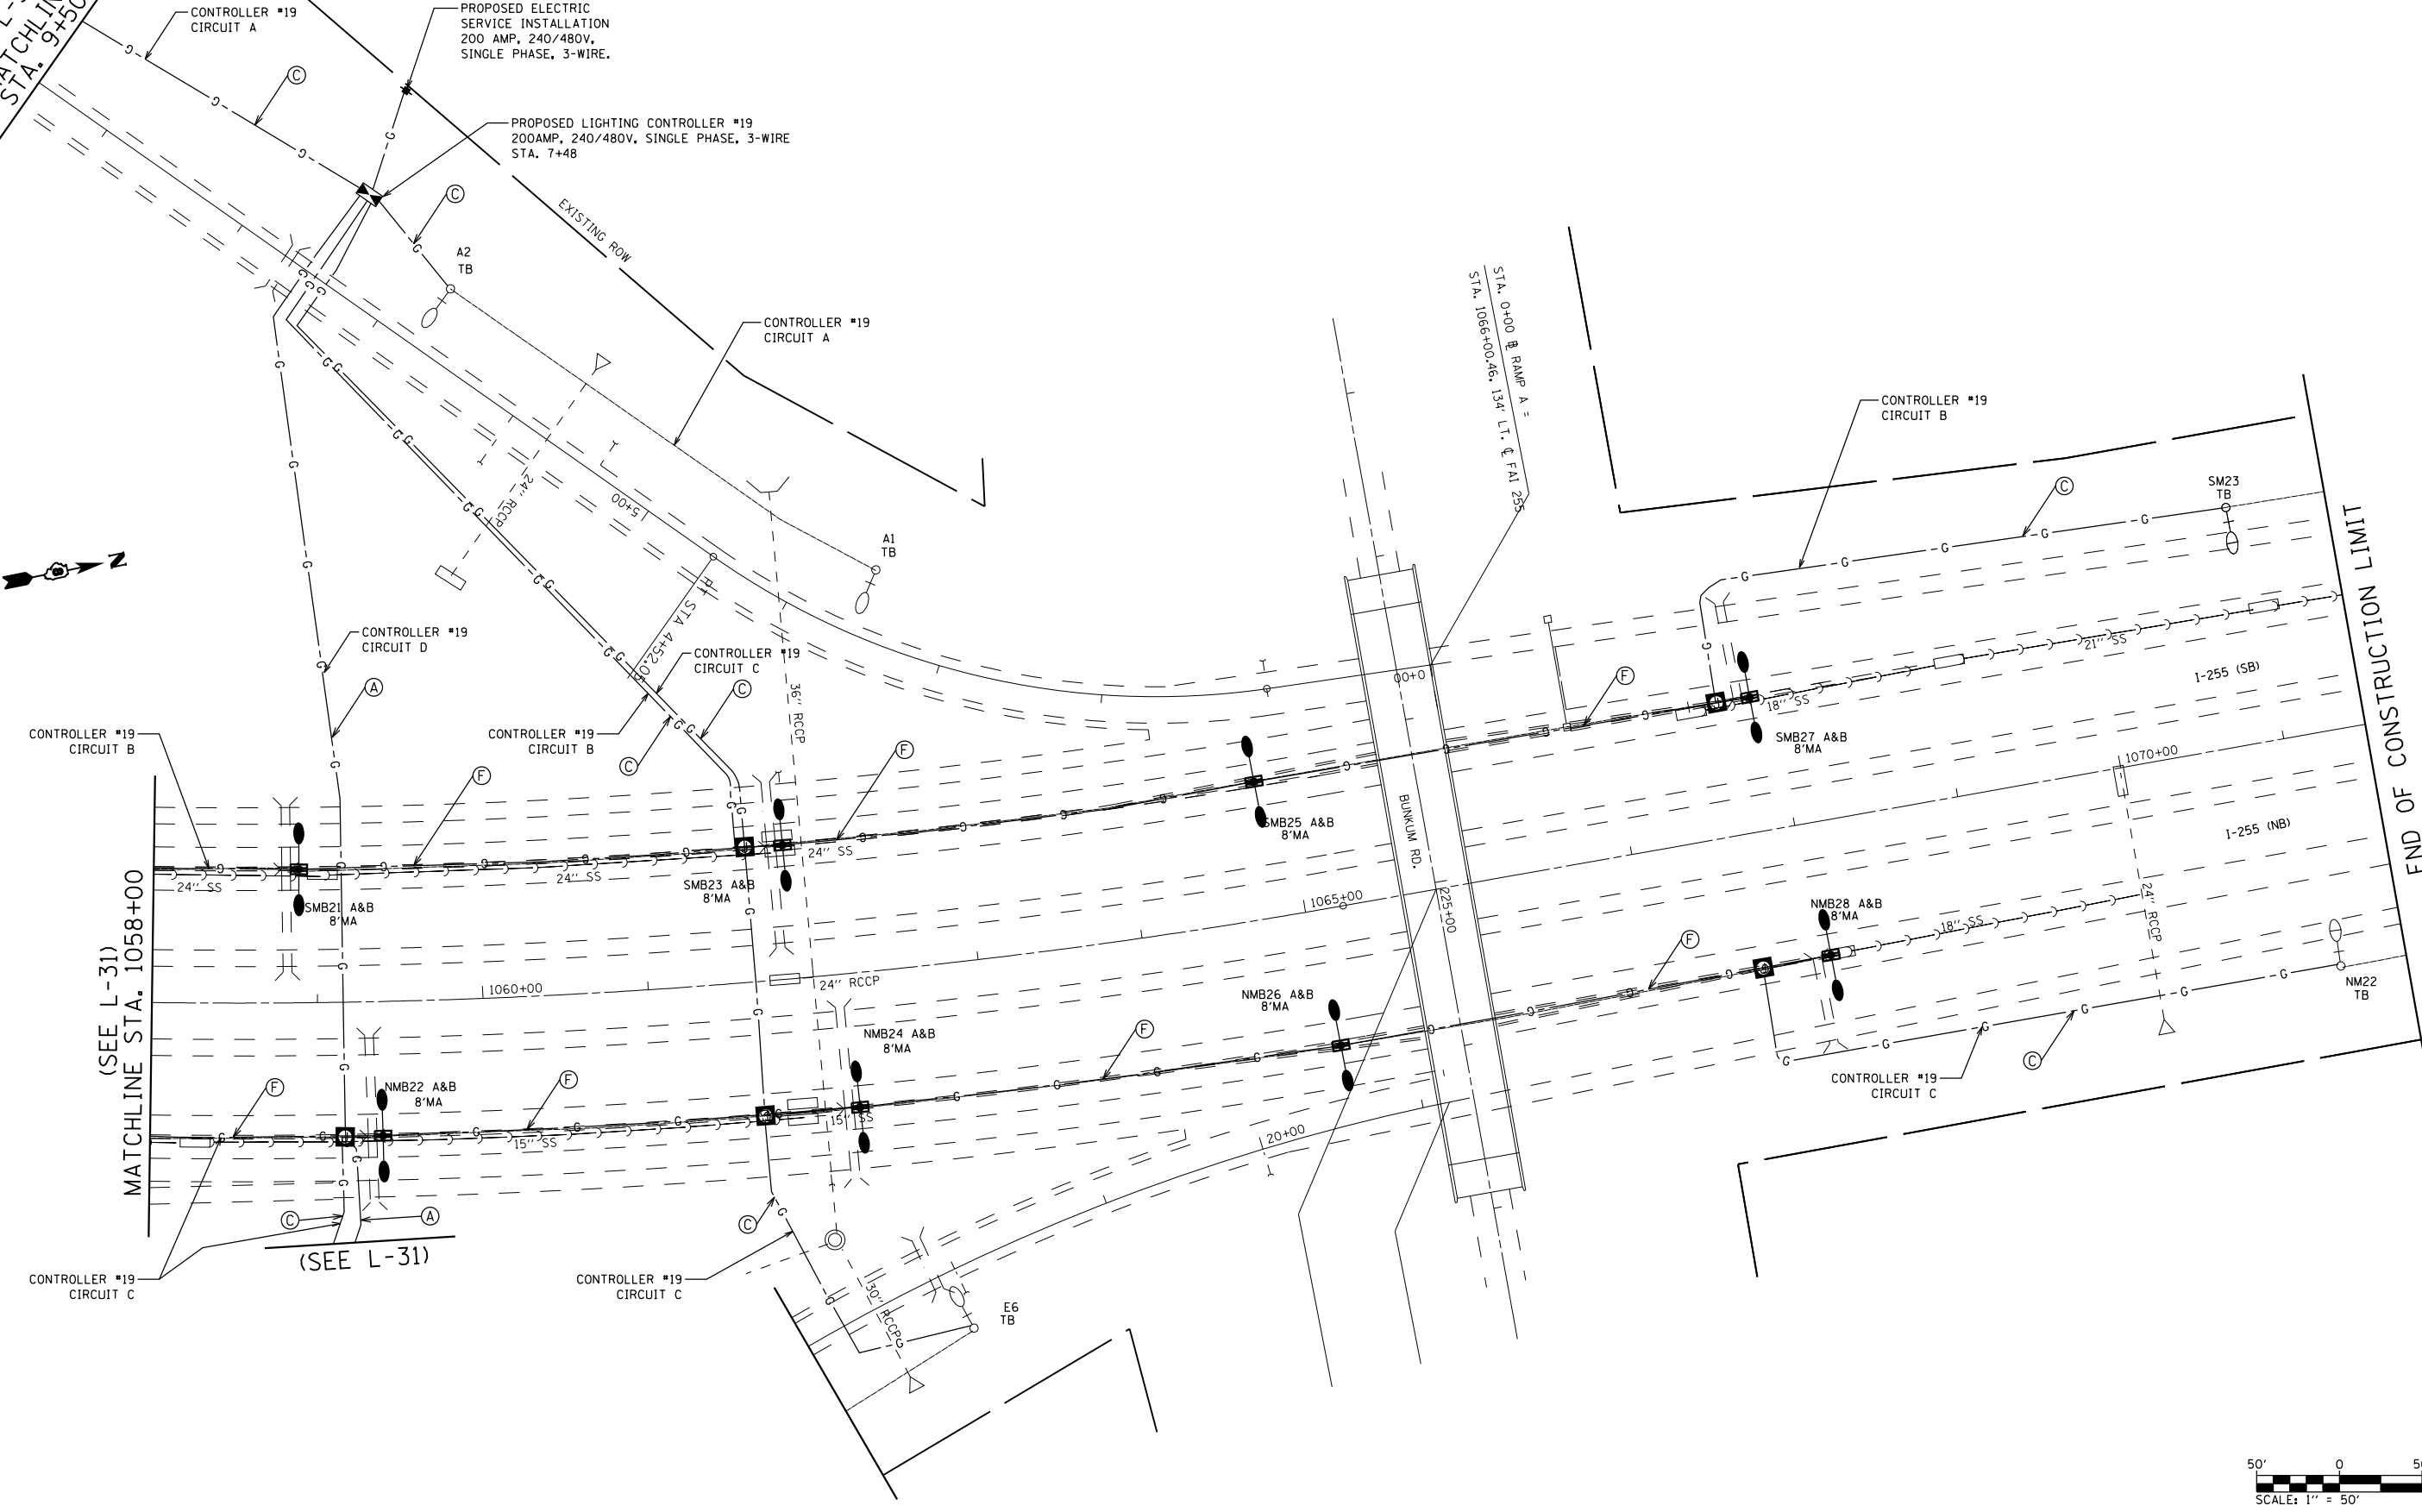 CONTROLLER #19
CIRCUIT A
PROPOSED ELECTRIC
SERVICE INSTALLATION
200 AMP, 240/480V,
SINGLE PHASE, 3-WIRE.
STA. 9+50
C
PROPOSED LIGHTING CONTROLLER #19
200AMP, 240/480V, SINGLE PHASE, 3-WIRE
STA. 7+48
C
EXISTING ROW
A2
TB
CONTROLLER #19
CIRCUIT A
STA. 0+00 ℄ RAMP A =
STA. 1066+00.46, 134' LT. ℄ FAI 255
24'' RCCP
5+00
CONTROLLER #19
CIRCUIT B
C
SM23
TB
A1
TB
N
PT STA 4+52.05
CONTROLLER #19
CIRCUIT D
A
CONTROLLER #19
CIRCUIT C
C
36'' RCCP
0+00
F
18'' SS
21'' SS
I-255 (SB)
END OF CONSTRUCTION LIMIT
CONTROLLER #19
CIRCUIT B
CONTROLLER #19
CIRCUIT B
C
F
F
SMB27 A&B
8'MA
1070+00
BUNKUM RD.
SMB25 A&B
8'MA
I-255 (NB)
24'' SS
24'' SS
24'' SS
SMB21 A&B
8'MA
SMB23 A&B
8'MA
1065+00
225+00
NMB28 A&B
8'MA
18'' SS
24'' RCCP
(SEE L-31)
MATCHLINE STA. 1058+00
1060+00
24'' RCCP
NMB26 A&B
8'MA
F
NM22
TB
NMB24 A&B
8'MA
F
C
CONTROLLER #19
CIRCUIT C
F
NMB22 A&B
8'MA
F
15'' SS
15'' SS
20+00
C
A
C
(SEE L-31)
CONTROLLER #19
CIRCUIT C
CONTROLLER #19
CIRCUIT C
30'' RCCP
E6
TB
50' 0
SCALE: 1'' = 50'